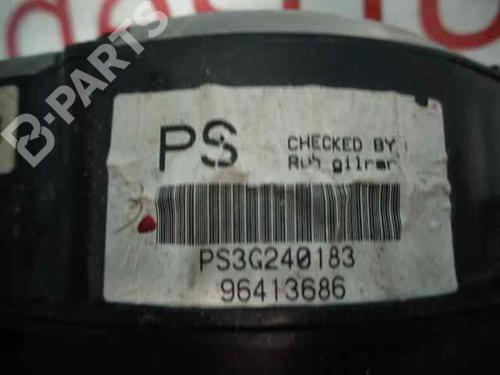 B-PARTS
PS
CHECKED BY
PS3G240183
96413686